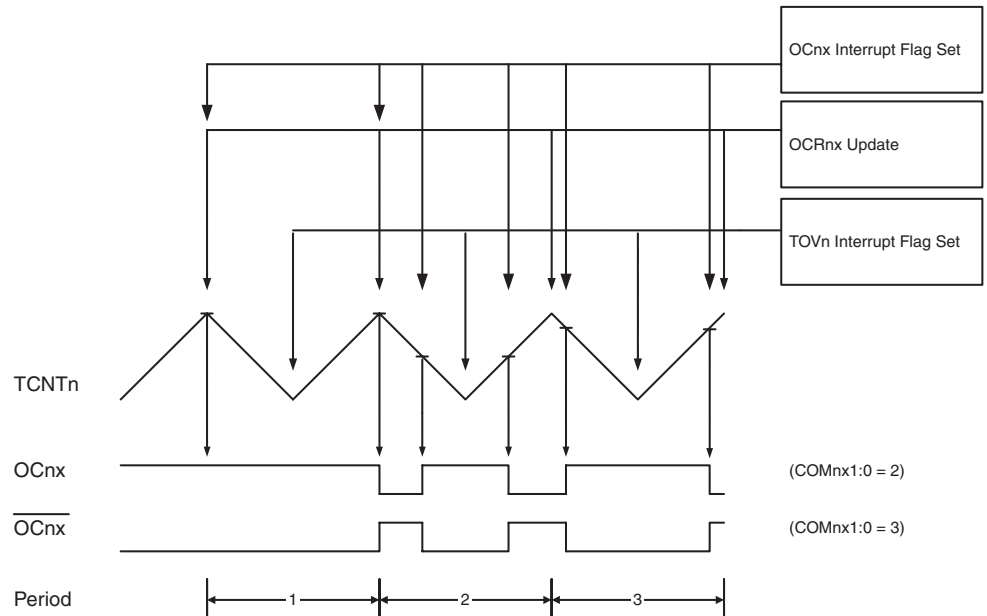 OCnx Interrupt Flag Set
OCRnx Update
TOVn Interrupt Flag Set
TCNTn
OCnx (COMnx1:0 = 2)
OCnx (COMnx1:0 = 3)
Period 1 2 3